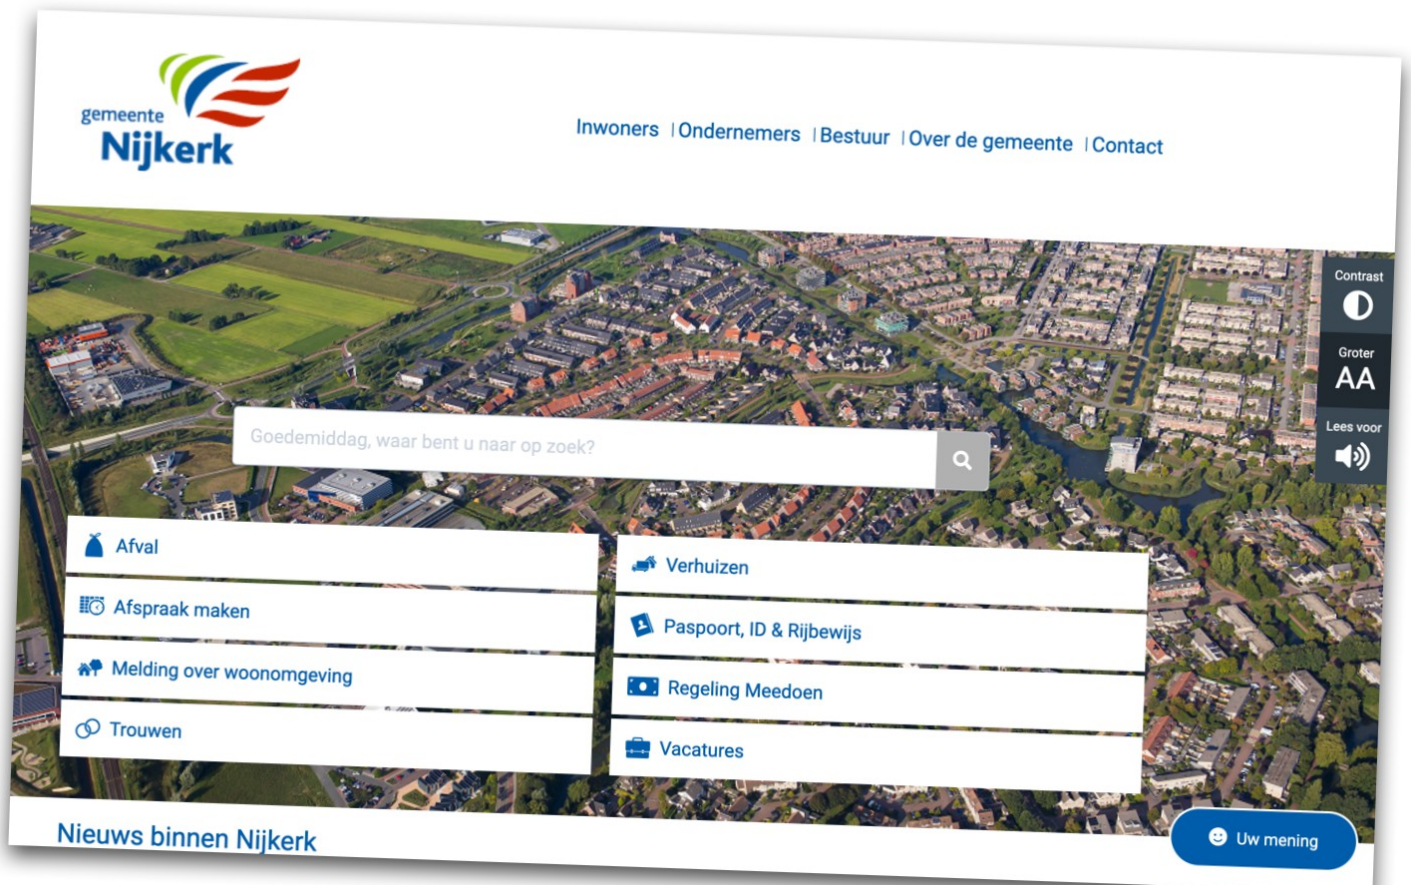 gemeente
Nijkerk
Inwoners | Ondernemers | Bestuur | Over de gemeente | Contact
Contrast
Groter
AA
Lees voor
Goedemiddag, waar bent u naar op zoek?
Afval
Afspraak maken
Melding over woonomgeving
Trouwen
Verhuizen
Paspoort, ID & Rijbewijs
Regeling Meedoen
Vacatures
Nieuws binnen Nijkerk
Uw mening